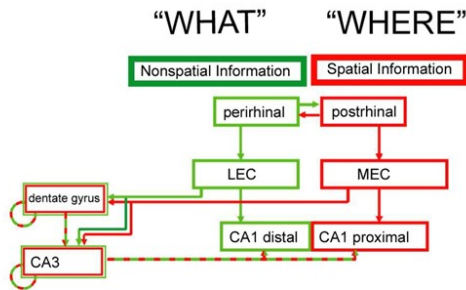 “WHAT” “WHERE”
Nonspatial Information Spatial Information
perirhinal postrhinal
LEC MEC
dentate gyrus
CA1 distal CA1 proximal
CA3